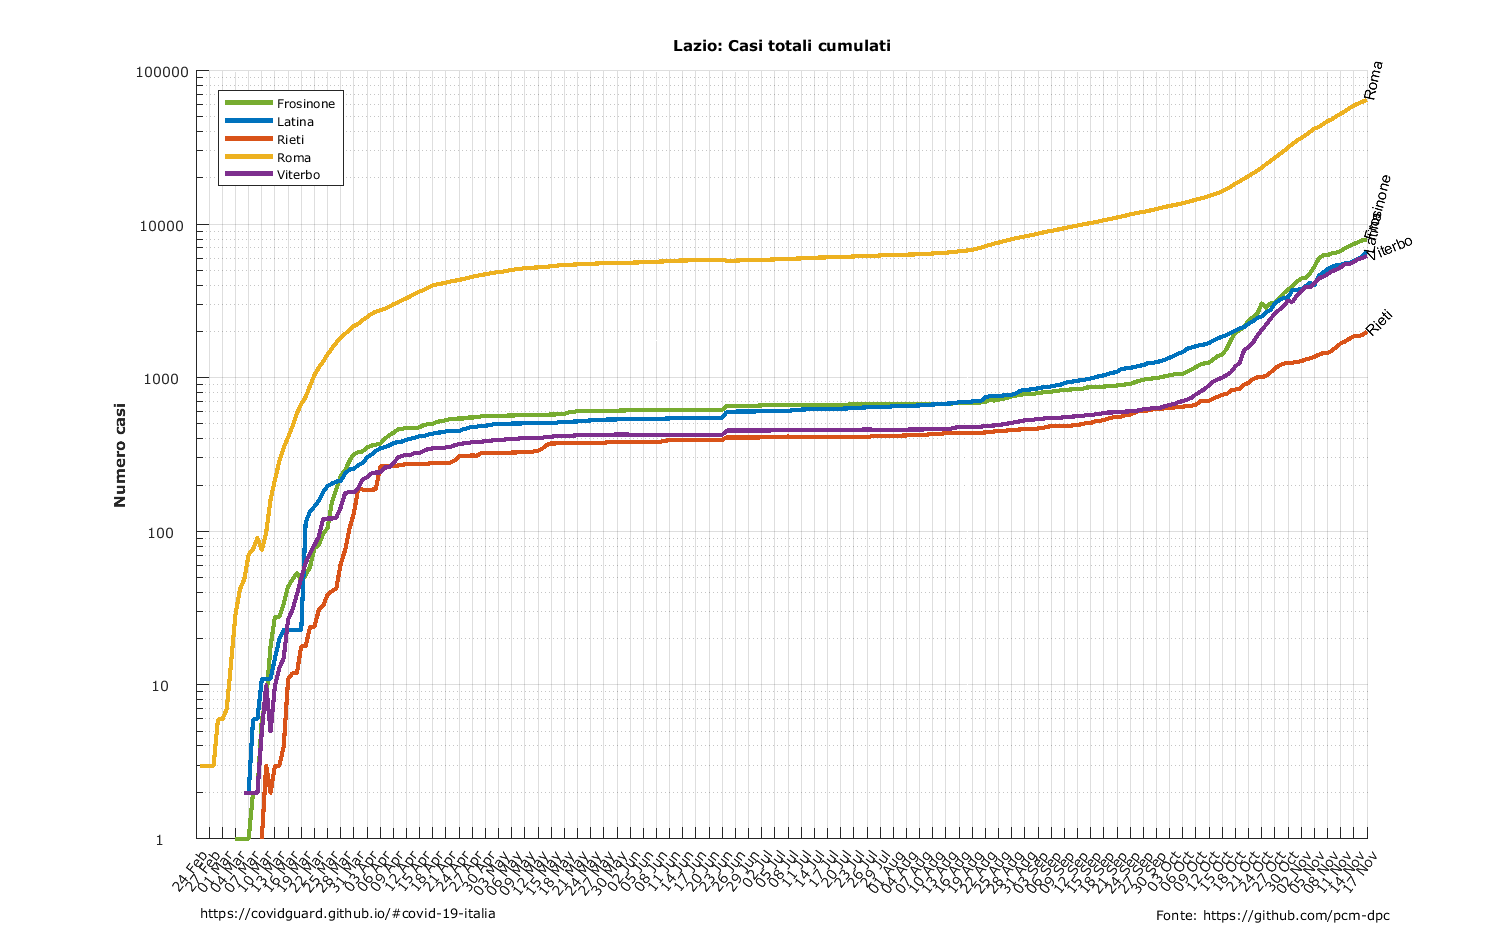 Lazio: Casi totali cumulati
100000
10000
1000
100
10
1
Numero casi
Frosinone
Latina
Rieti
Roma
Viterbo
Roma
Frosinone
Latina
Viterbo
Rieti
24 Feb
27 Feb
01 Mar
04 Mar
07 Mar
10 Mar
13 Mar
16 Mar
19 Mar
22 Mar
25 Mar
28 Mar
31 Mar
03 Apr
06 Apr
09 Apr
12 Apr
15 Apr
18 Apr
21 Apr
24 Apr
27 Apr
30 Apr
03 May
06 May
09 May
12 May
15 May
18 May
21 May
24 May
27 May
30 May
02 Jun
05 Jun
08 Jun
11 Jun
14 Jun
17 Jun
20 Jun
23 Jun
26 Jun
29 Jun
02 Jul
05 Jul
08 Jul
11 Jul
14 Jul
17 Jul
20 Jul
23 Jul
26 Jul
29 Jul
01 Aug
04 Aug
07 Aug
10 Aug
13 Aug
16 Aug
19 Aug
22 Aug
25 Aug
28 Aug
31 Aug
03 Sep
06 Sep
09 Sep
12 Sep
15 Sep
18 Sep
21 Sep
24 Sep
27 Sep
30 Sep
03 Oct
06 Oct
09 Oct
12 Oct
15 Oct
18 Oct
21 Oct
24 Oct
27 Oct
30 Oct
02 Nov
05 Nov
08 Nov
11 Nov
14 Nov
17 Nov
https://covidguard.github.io/#covid-19-italia
Fonte: https://github.com/pcm-dpc